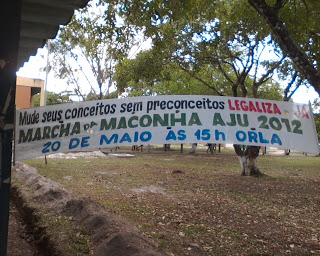 Mude seus conceitos sem preconceitos LEGALIZA - JÁ
MARCHA DA MACONHA AJU 2012
20 DE MAIO ÀS 15h ORLA